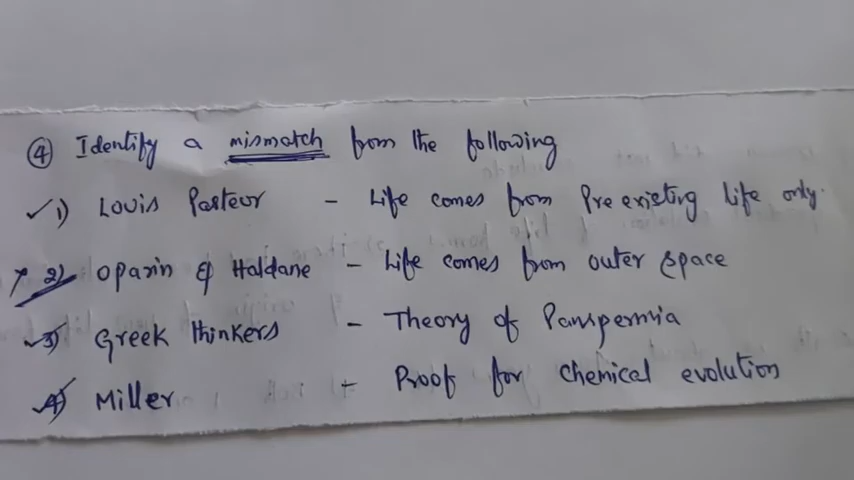 ④ Identify a mismatch from the following
✓1) Louis Pasteur - Life comes from Pre existing life only.
✗ 2) Oparin & Haldane - Life comes from outer space
✓3) Greek thinkers - Theory of Panspermia
✓4) Miller - Proof for chemical evolution